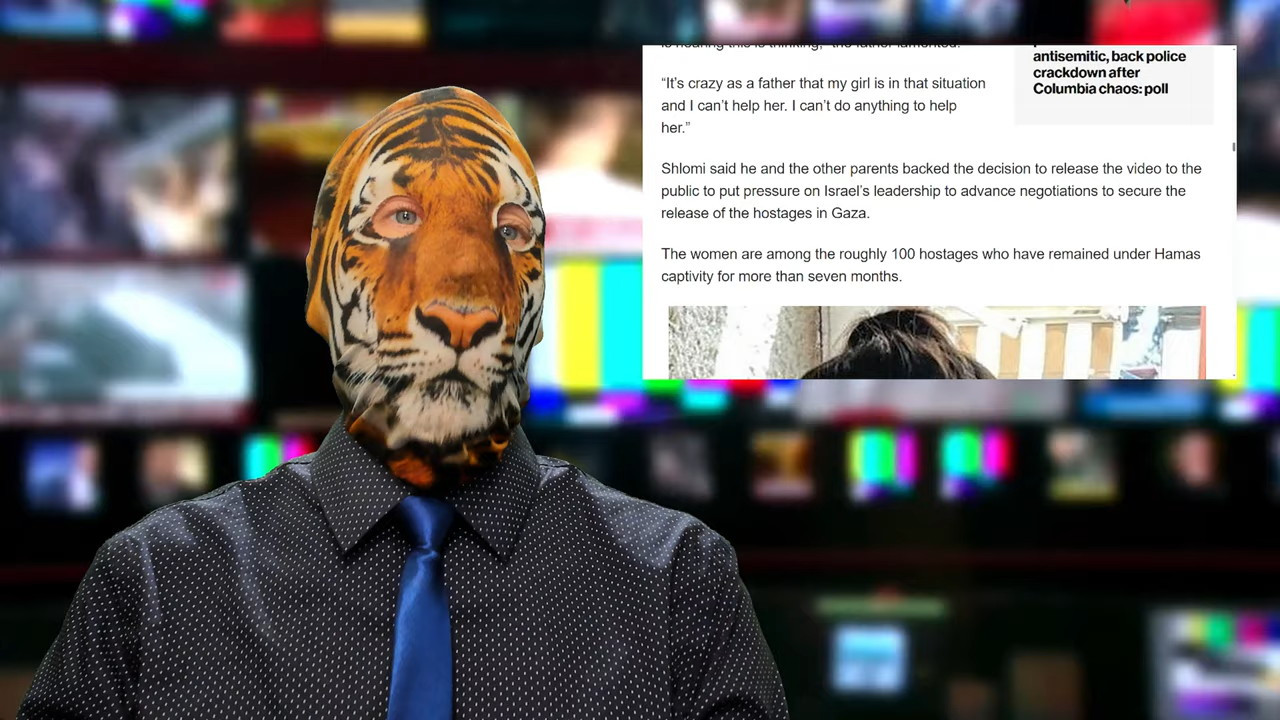 "It's crazy as a father that my girl is in that situation
and I can't help her. I can't do anything to help
her."
Shlomi said he and the other parents backed the decision to release the video to the
public to put pressure on Israel's leadership to advance negotiations to secure the
release of the hostages in Gaza.
The women are among the roughly 100 hostages who have remained under Hamas
captivity for more than seven months.
antisemitic, back police
crackdown after
Columbia chaos: poll